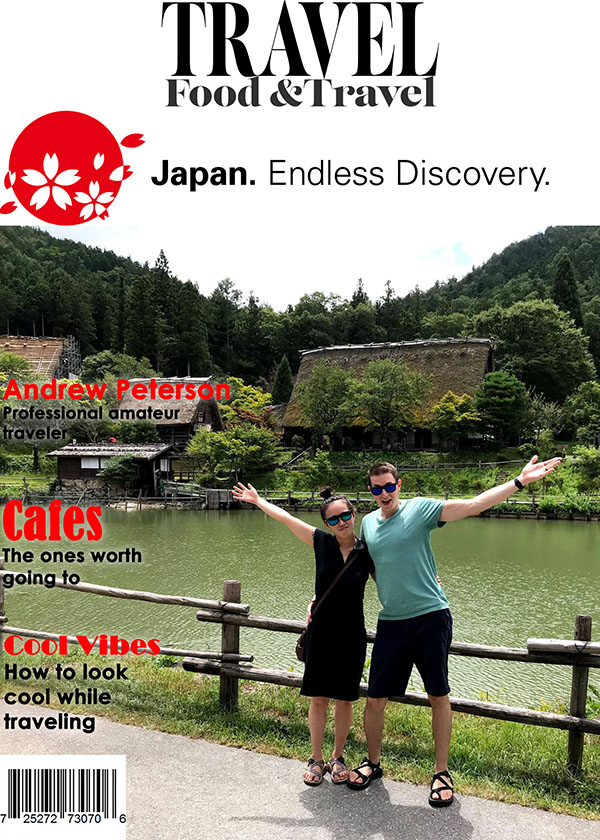 TRAVEL
Food & Travel
Japan. Endless Discovery.
Andrew Peterson
Professional amateur
traveler
Cafes
The ones worth
going to
Cool Vibes
How to look
cool while
traveling
7 25272 73070 6